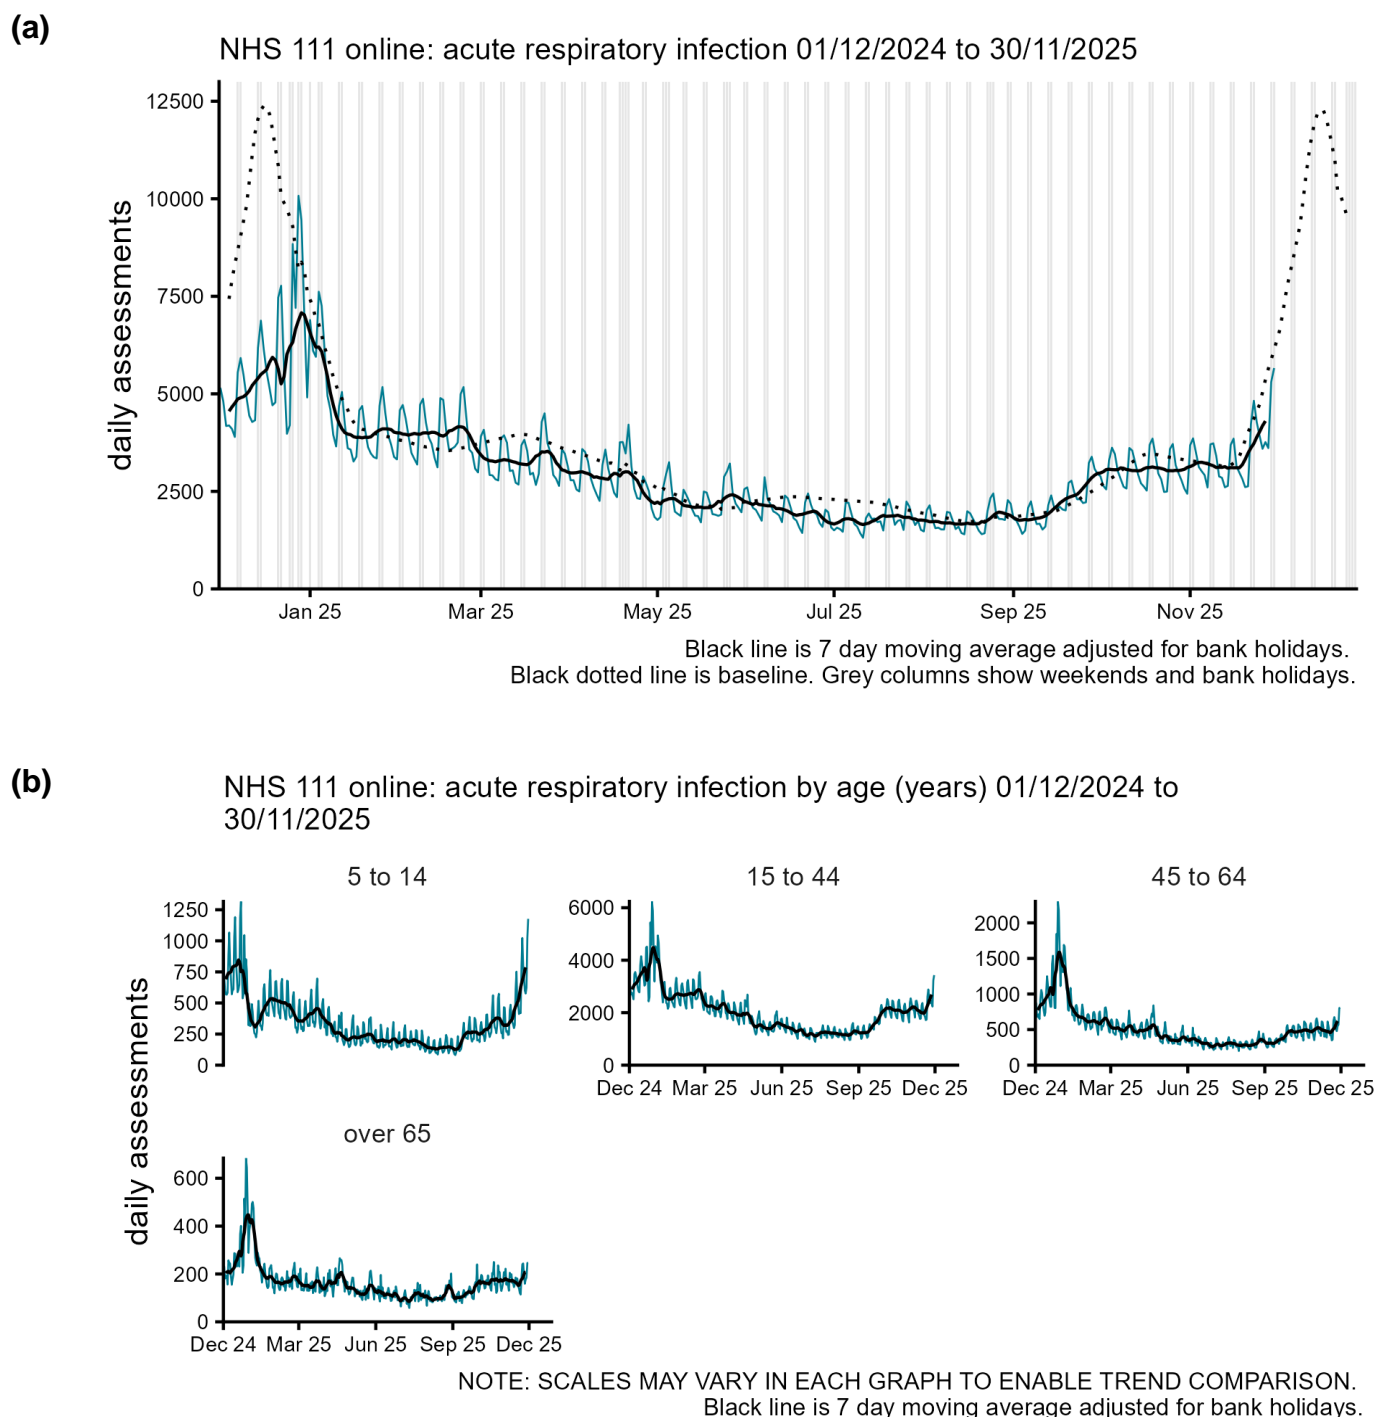 (a)
NHS 111 online: acute respiratory infection 01/12/2024 to 30/11/2025
12500
10000
7500
5000
2500
0
daily assessments
Jan 25 Mar 25 May 25 Jul 25 Sep 25 Nov 25
Black line is 7 day moving average adjusted for bank holidays.
Black dotted line is baseline. Grey columns show weekends and bank holidays.
(b)
NHS 111 online: acute respiratory infection by age (years) 01/12/2024 to
30/11/2025
daily assessments
5 to 14
1250
1000
750
500
250
0
15 to 44
6000
4000
2000
0
Dec 24 Mar 25 Jun 25 Sep 25 Dec 25
45 to 64
2000
1500
1000
500
0
Dec 24 Mar 25 Jun 25 Sep 25 Dec 25
over 65
600
400
200
0
Dec 24 Mar 25 Jun 25 Sep 25 Dec 25
NOTE: SCALES MAY VARY IN EACH GRAPH TO ENABLE TREND COMPARISON.
Black line is 7 day moving average adjusted for bank holidays.